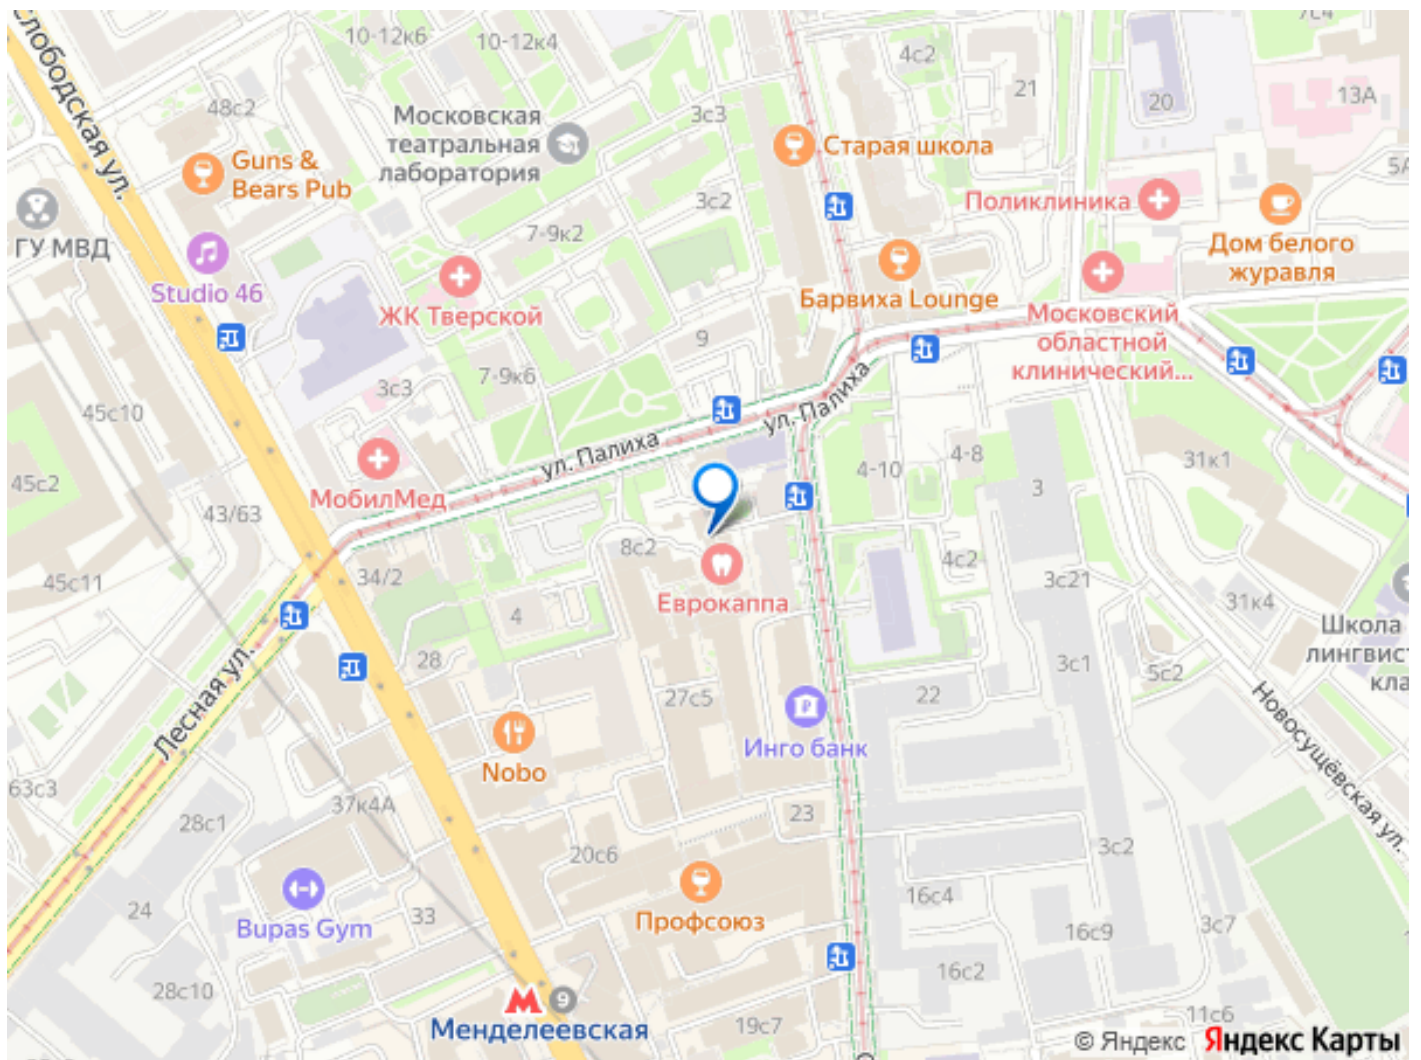 Слободская ул.
10-12к6
10-12к4
4с2
7с4
48с2
Московская
театральная
лаборатория
3с3
21
20
13А
Guns &
Bears Pub
Старая школа
5А
ГУ МВД
3с2
Поликлиника
7-9к2
Дом белого
журавля
Studio 46
ЖК Тверской
Барвиха Lounge
Московский
областной
клинический...
9
7-9к6
3с3
45с10
ул. Палиха
ул. Палиха
4-10
4-8
31к1
45с2
МобилМед
3
43/63
8с2
4с2
45с11
34/2
3с21
Еврокаппа
31к4
4
Школа
лингвист
кла
28
3с1
5с2
Лесная ул.
27с5
22
Новосущёвская ул.
Инго банк
Nobo
63с3
37к4А
28с1
23
20с6
3с2
16с4
24
33
Bupas Gym
Профсоюз
3с7
16с9
28с10
16с2
М 9
Менделеевская
19с7
11с6
© Яндекс Яндекс Карты